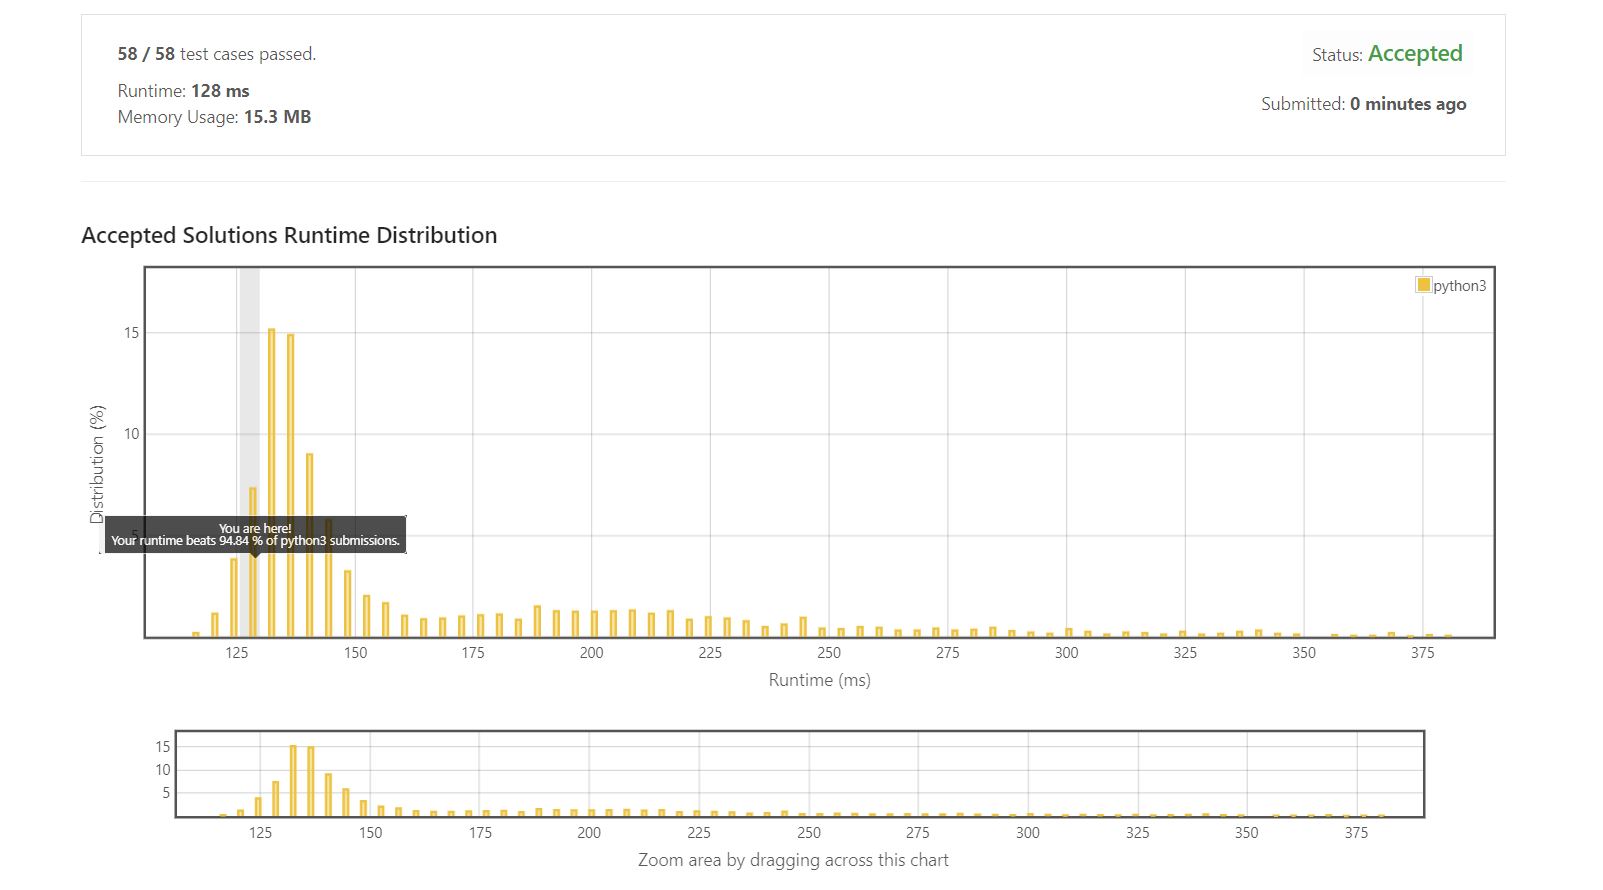 58 / 58 test cases passed.
Status: Accepted
Runtime: 128 ms
Submitted: 0 minutes ago
Memory Usage: 15.3 MB
Accepted Solutions Runtime Distribution
python3
15
10
5
Distribution (%)
You are here!
Your runtime beats 94.84 % of python3 submissions.
125 150 175 200 225 250 275 300 325 350 375
Runtime (ms)
15
10
5
125 150 175 200 225 250 275 300 325 350 375
Zoom area by dragging across this chart